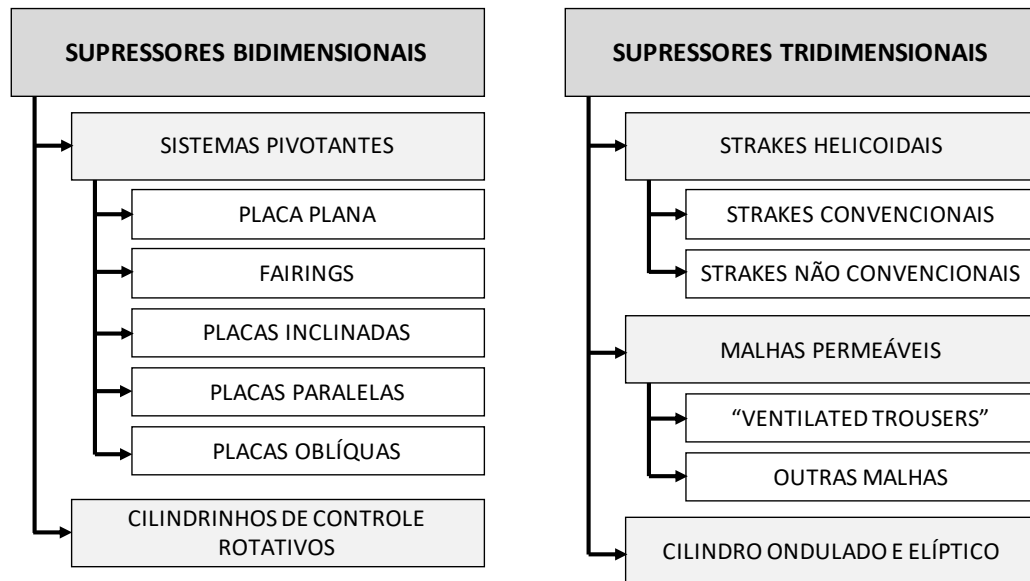 SUPRESSORES BIDIMENSIONAIS
SISTEMAS PIVOTANTES
PLACA PLANA
FAIRINGS
PLACAS INCLINADAS
PLACAS PARALELAS
PLACAS OBLÍQUAS
CILINDRINHOS DE CONTROLE
ROTATIVOS
SUPRESSORES TRIDIMENSIONAIS
STRAKES HELICOIDAIS
STRAKES CONVENCIONAIS
STRAKES NÃO CONVENCIONAIS
MALHAS PERMEÁVEIS
“VENTILATED TROUSERS”
OUTRAS MALHAS
CILINDRO ONDULADO E ELÍPTICO